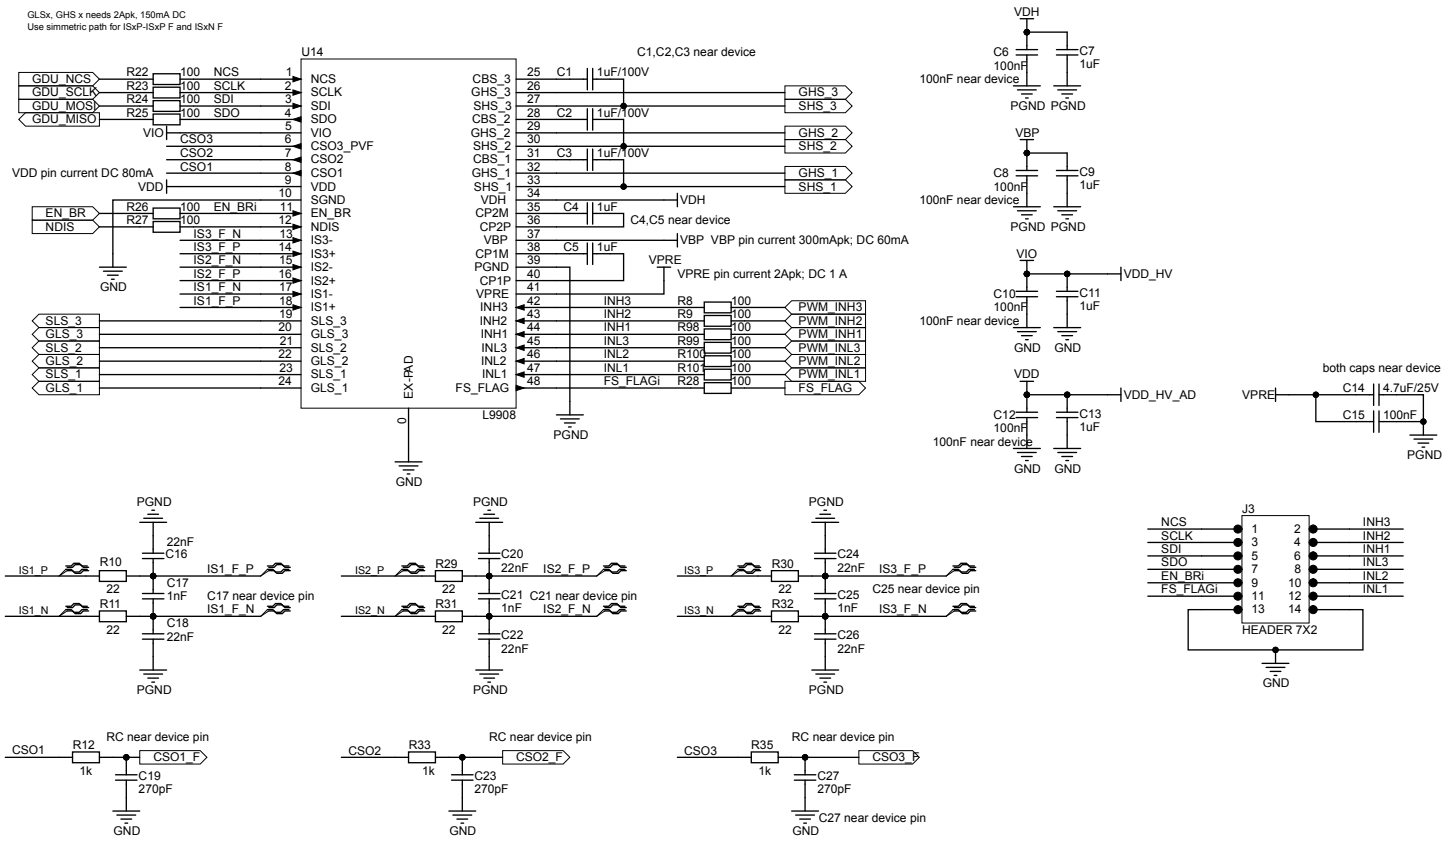 GLSx, GHS x needs 2Apk, 150mA DC
Use simmetric path for ISxP-ISxP F and ISxN F
U14
C1,C2,C3 near device
GDU_NCS R22 100 NCS 1 NCS
GDU_SCLK R23 100 SCLK 2 SCLK
GDU_MOSI R24 100 SDI 3 SDI
GDU_MISO R25 100 SDO 4 SDO
VIO 5 VIO
CSO3 6 CSO3_PVF
CSO2 7 CSO2
CSO1 8 CSO1
VDD pin current DC 80mA
VDD 9 VDD
10 SGND
EN_BR R26 100 EN_BRi 11 EN_BR
NDIS R27 100 12 NDIS
IS3_F_N 13 IS3-
IS3_F_P 14 IS3+
IS2_F_N 15 IS2-
IS2_F_P 16 IS2+
IS1_F_N 17 IS1-
IS1_F_P 18 IS1+
SLS_3 19 SLS_3
GLS_3 20 GLS_3
SLS_2 21 SLS_2
GLS_2 22 GLS_2
SLS_1 23 SLS_1
GLS_1 24 GLS_1
GND
EX-PAD
0
GND
CBS_3 25 C1 1uF/100V
GHS_3 26 GHS_3
SHS_3 27 SHS_3
CBS_2 28 C2 1uF/100V
GHS_2 29 GHS_2
SHS_2 30 SHS_2
CBS_1 31 C3 1uF/100V
GHS_1 32 GHS_1
SHS_1 33 SHS_1
VDH 34 VDH
CP2M 35 C4 1uF
C4,C5 near device
CP2P 36
VBP 37 VBP VBP pin current 300mApk; DC 60mA
CP1M 38 C5 1uF
PGND 39
VPRE
VPRE pin current 2Apk; DC 1 A
CP1P 40
VPRE 41
INH3 42 INH3 R8 100 PWM_INH3
INH2 43 INH2 R9 100 PWM_INH2
INH1 44 INH1 R98 100 PWM_INH1
INL3 45 INL3 R99 100 PWM_INL3
INL2 46 INL2 R100 100 PWM_INL2
INL1 47 INL1 R101 100 PWM_INL1
FS_FLAG 48 FS_FLAGi R28 100 FS_FLAG
L9908
PGND
VDH
C6 C7
100nF 1uF
100nF near device
PGND PGND
VBP
C8 C9
100nF 1uF
100nF near device
PGND PGND
VIO
VDD_HV
C10 C11
100nF 1uF
100nF near device
GND GND
VDD
VDD_HV_AD
C12 C13
100nF 1uF
100nF near device
GND GND
both caps near device
VPRE C14 4.7uF/25V
C15 100nF
PGND
PGND
22nF
C16
IS1_P R10 22 IS1_F_P
C17
1nF
C17 near device pin
IS1_N R11 22 IS1_F_N
C18
22nF
PGND
PGND
C20
22nF
IS2_P R29 22 IS2_F_P
C21
1nF
C21 near device pin
IS2_N R31 22 IS2_F_N
C22
22nF
PGND
PGND
C24
22nF
IS3_P R30 22 IS3_F_P
C25
1nF
C25 near device pin
IS3_N R32 22 IS3_F_N
C26
22nF
PGND
J3
NCS 1 2 INH3
SCLK 3 4 INH2
SDI 5 6 INH1
SDO 7 8 INL3
EN_BRi 9 10 INL2
FS_FLAGi 11 12 INL1
13 14
HEADER 7X2
GND
RC near device pin
CSO1 R12 1k CSO1_F
C19
270pF
GND
RC near device pin
CSO2 R33 1k CSO2_F
C23
270pF
GND
RC near device pin
CSO3 R35 1k CSO3_F
C27
270pF
GND
C27 near device pin